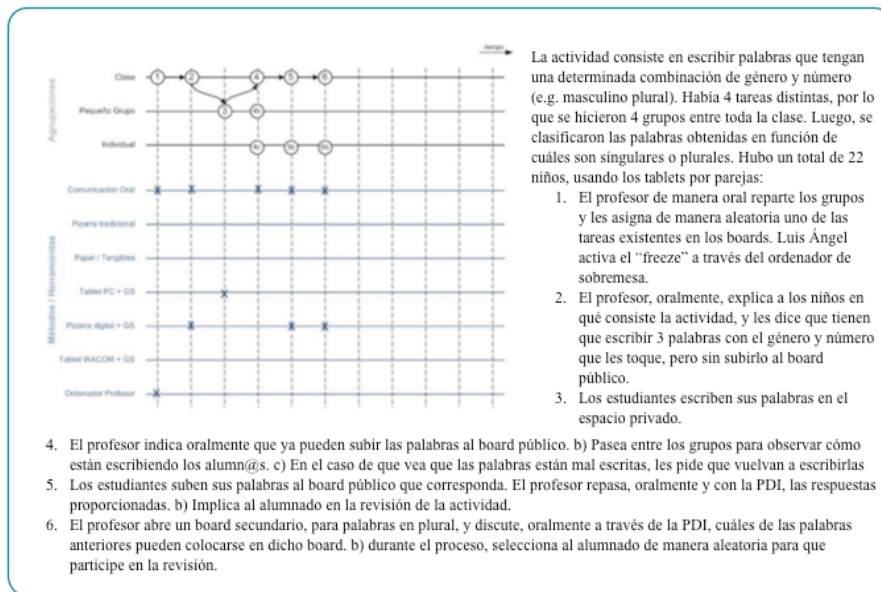 tiempo
Clase
1
2
4
5
6
Pequeño Grupo
3
Individual
Agrupaciones
Comunicación Oral
Pizarra tradicional
Papel / Tangibles
Tablet PC + GS
Pizarra digital + GS
Tablet WACOM + GS
Ordenador Profesor
Métodos / Herramientas
La actividad consiste en escribir palabras que tengan
una determinada combinación de género y número
(e.g. masculino plural). Había 4 tareas distintas, por lo
que se hicieron 4 grupos entre toda la clase. Luego, se
clasificaron las palabras obtenidas en función de
cuáles son singulares o plurales. Hubo un total de 22
niños, usando los tablets por parejas:
1. El profesor de manera oral reparte los grupos
y les asigna de manera aleatoria uno de las
tareas existentes en los boards. Luis Ángel
activa el “freeze” a través del ordenador de
sobremesa.
2. El profesor, oralmente, explica a los niños en
qué consiste la actividad, y les dice que tienen
que escribir 3 palabras con el género y número
que les toque, pero sin subirlo al board
público.
3. Los estudiantes escriben sus palabras en el
espacio privado.
4. El profesor indica oralmente que ya pueden subir las palabras al board público. b) Pasea entre los grupos para observar cómo
están escribiendo los alumn@s. c) En el caso de que vea que las palabras están mal escritas, les pide que vuelvan a escribirlas
5. Los estudiantes suben sus palabras al board público que corresponda. El profesor repasa, oralmente y con la PDI, las respuestas
proporcionadas. b) Implica al alumnado en la revisión de la actividad.
6. El profesor abre un board secundario, para palabras en plural, y discute, oralmente a través de la PDI, cuáles de las palabras
anteriores pueden colocarse en dicho board. b) durante el proceso, selecciona al alumnado de manera aleatoria para que
participe en la revisión.